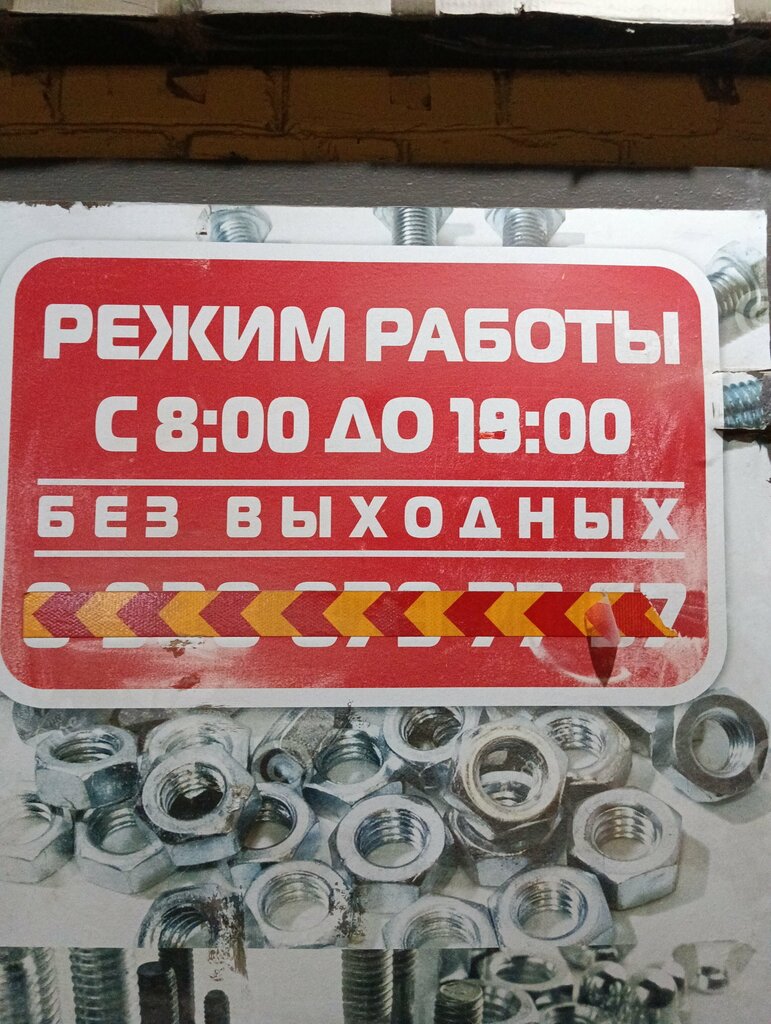 РЕЖИМ РАБОТЫ
С 8:00 ДО 19:00
БЕЗ ВЫХОДНЫХ